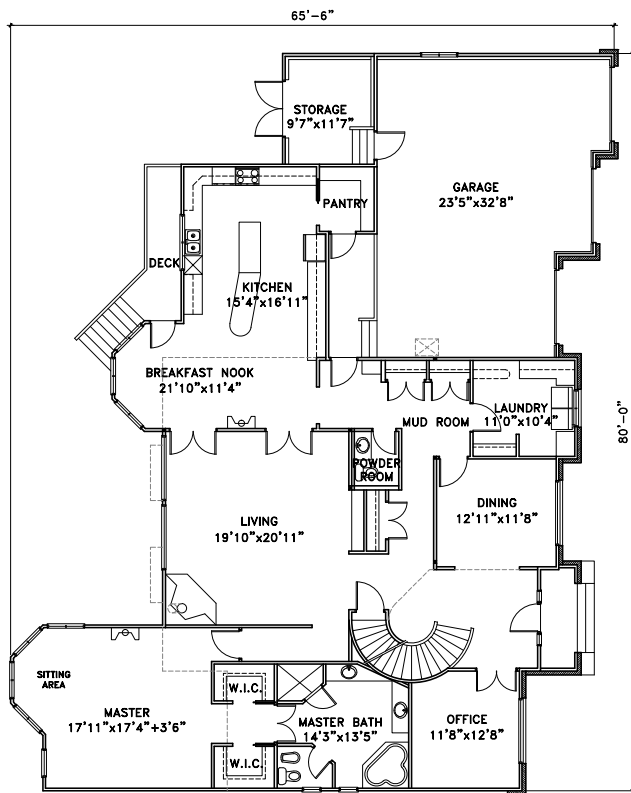 65'-6"
STORAGE
9'7"x11'7"
GARAGE
23'5"x32'8"
PANTRY
DECK
KITCHEN
15'4"x16'11"
BREAKFAST NOOK
21'10"x11'4"
MUD ROOM
LAUNDRY
11'0"x10'4"
80'-0"
POWDER
ROOM
DINING
12'11"x11'8"
LIVING
19'10"x20'11"
SITTING
AREA
W.I.C.
MASTER
17'11"x17'4"+3'6"
MASTER BATH
14'3"x13'5"
OFFICE
11'8"x12'8"
W.I.C.